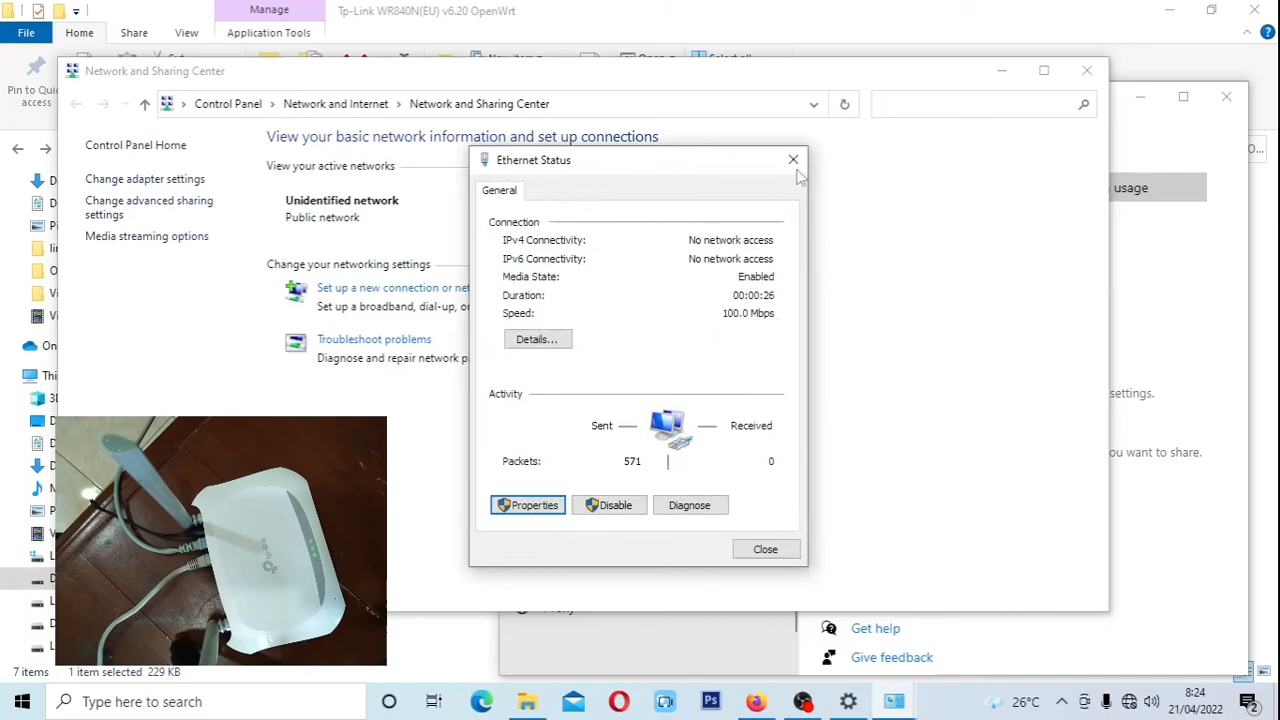 Manage
Tp-Link WR840N(EU) v6.20 OpenWrt
File
Home
Share
View
Application Tools
Pin to Quick
access
Network and Sharing Center
Control Panel
Network and Internet
Network and Sharing Center
View your basic network information and set up connections
Control Panel Home
View your active networks
Change adapter settings
Change advanced sharing
settings
Media streaming options
Unidentified network
Public network
Change your networking settings
Set up a new connection or net
Set up a broadband, dial-up, o
Troubleshoot problems
Diagnose and repair network p
Ethernet Status
General
Connection
IPv4 Connectivity: No network access
IPv6 Connectivity: No network access
Media State: Enabled
Duration: 00:00:26
Speed: 100.0 Mbps
Details...
Activity
Sent
Received
Packets: 571 0
Properties
Disable
Diagnose
Close
usage
settings.
you want to share.
Get help
Give feedback
tp-link
7 items
1 item selected 229 KB
Type here to search
Ps
26°C
8:24
21/04/2022
2